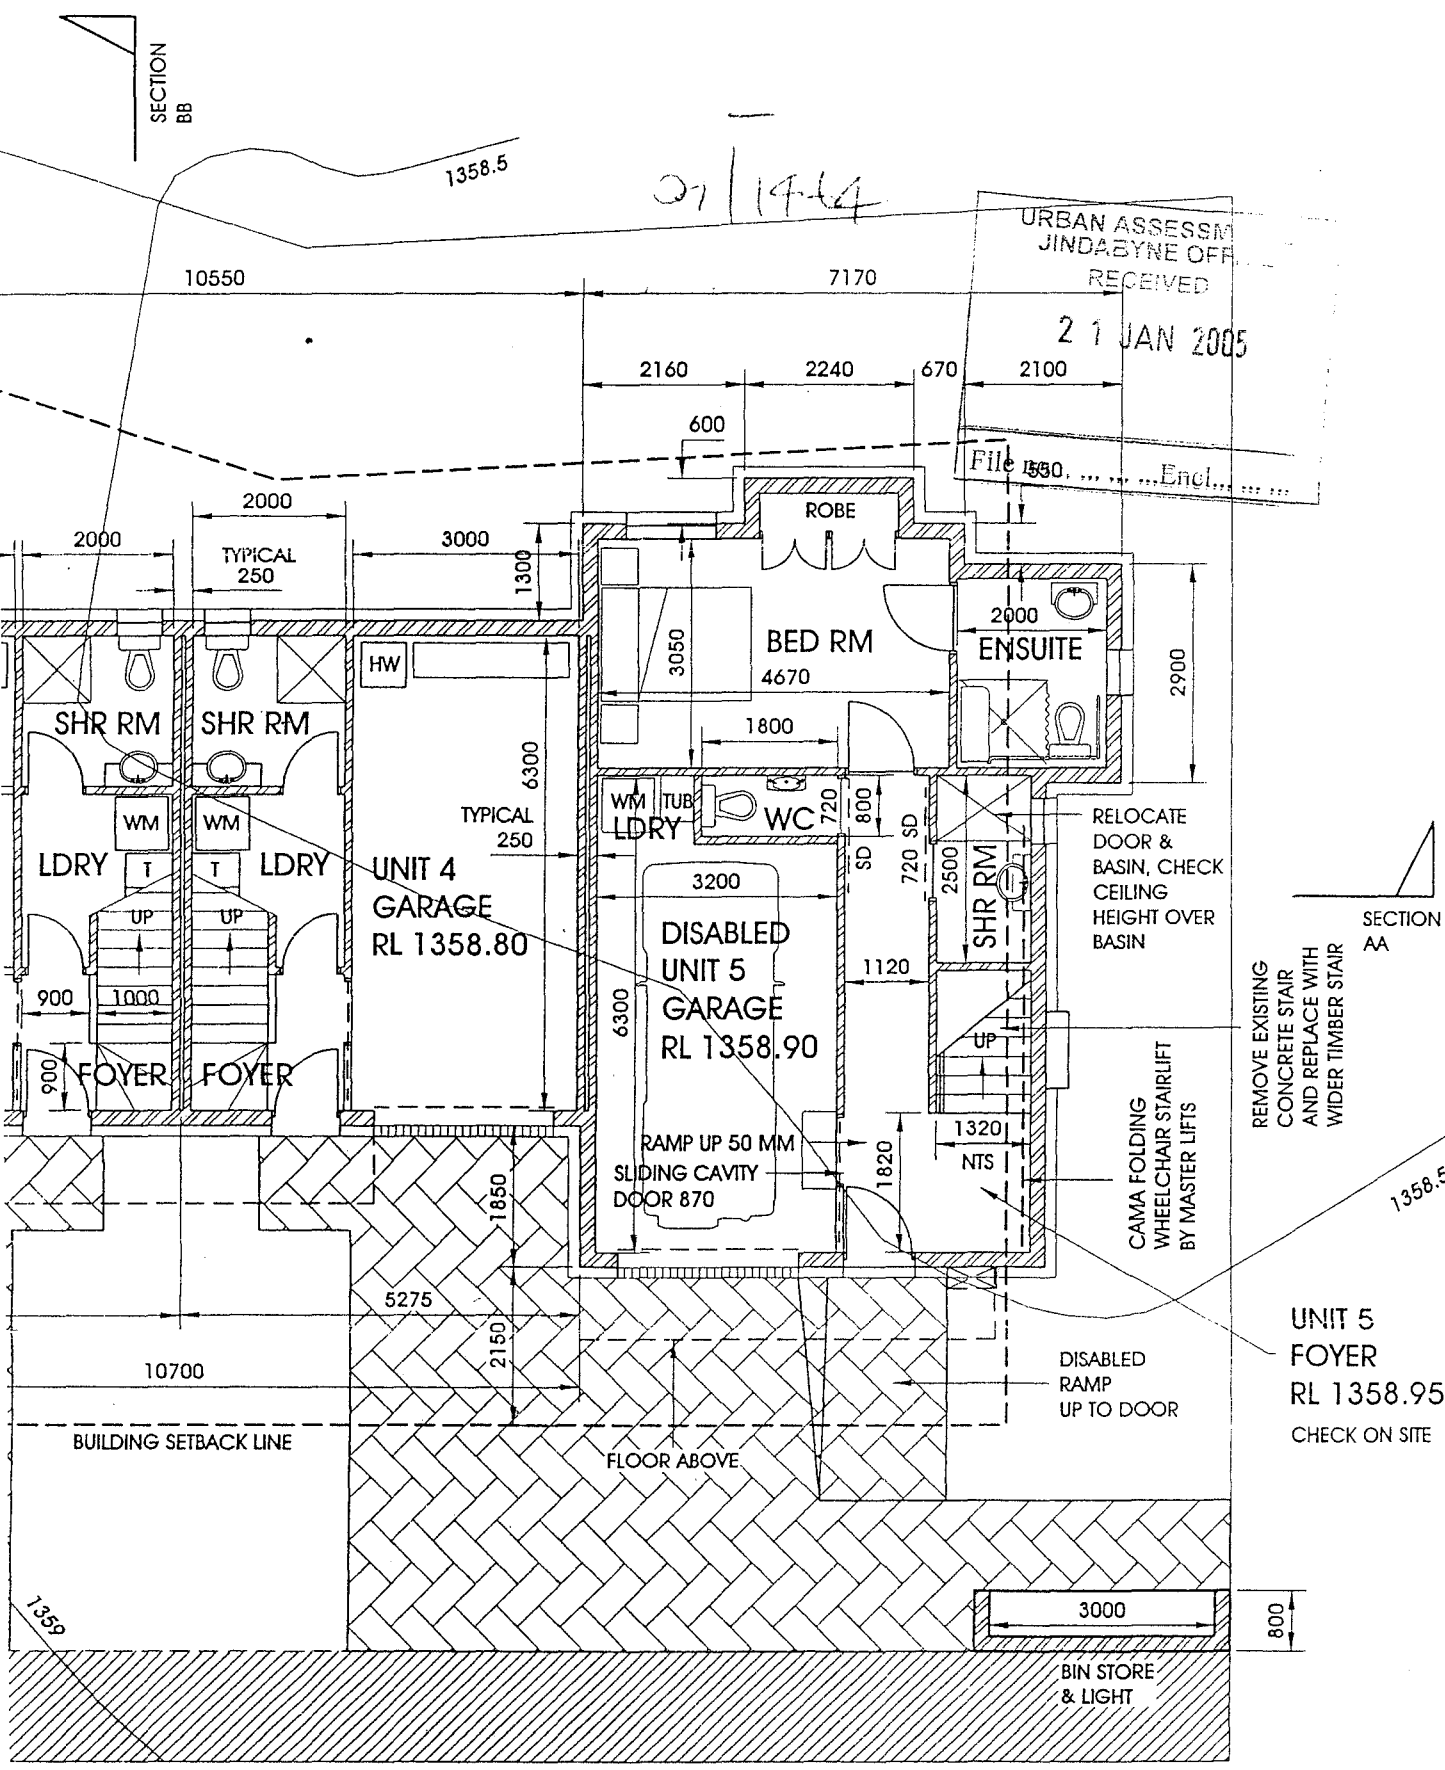 SECTION
BB
1358.5
URBAN ASSESSM
JINDABYNE OFF
RECEIVED
21 JAN 2005
File no. ... ... ...Encl... ... ...
10550
7170
2160
2240
670
2100
600
550
2000
2000
TYPICAL
250
3000
1300
ROBE
BED RM
3050
4670
2000
ENSUITE
2900
HW
SHR RM
SHR RM
1800
6300
TYPICAL
250
WM
TUB
LDRY
WC
720
800
SD
720 SD
2500
SHR RM
WM
WM
LDRY
LDRY
T
T
UP
UP
UNIT 4
GARAGE
RL 1358.80
3200
DISABLED
UNIT 5
GARAGE
RL 1358.90
6300
1120
UP
RELOCATE
DOOR &
BASIN, CHECK
CEILING
HEIGHT OVER
BASIN
SECTION
AA
REMOVE EXISTING
CONCRETE STAIR
AND REPLACE WITH
WIDER TIMBER STAIR
CAMA FOLDING
WHEELCHAIR STAIRLIFT
BY MASTER LIFTS
900
1000
900
FOYER
FOYER
RAMP UP 50 MM
SLIDING CAVITY
DOOR 870
1820
1320
NTS
1358.5
1850
5275
2150
10700
BUILDING SETBACK LINE
FLOOR ABOVE
DISABLED
RAMP
UP TO DOOR
UNIT 5
FOYER
RL 1358.95
CHECK ON SITE
1359
3000
800
BIN STORE
& LIGHT